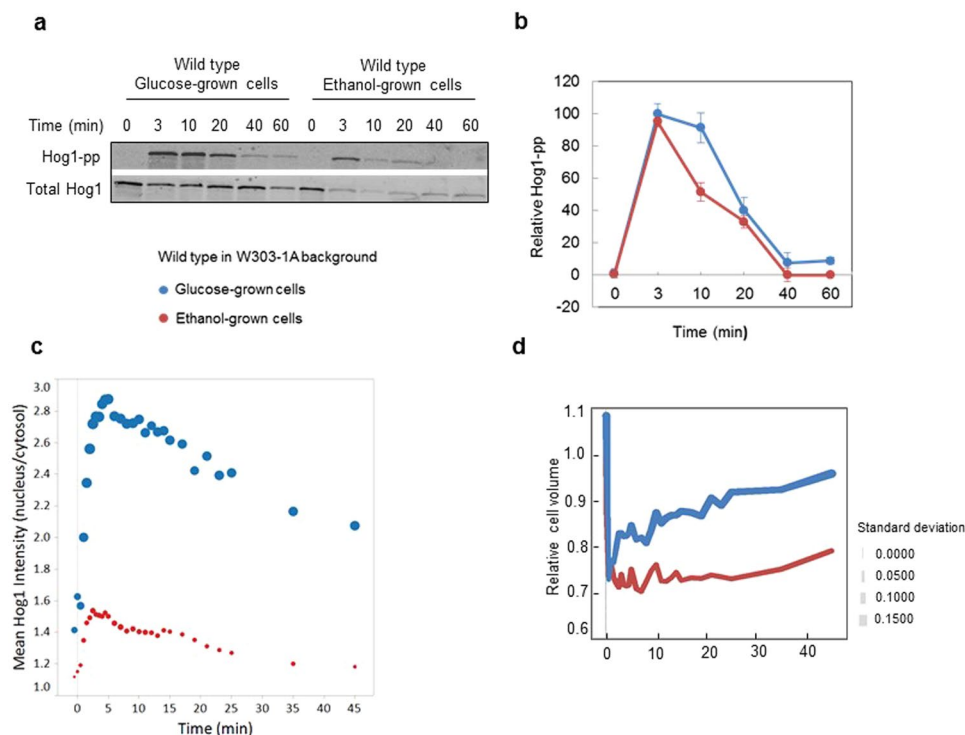 a
Wild type
Glucose-grown cells
Wild type
Ethanol-grown cells
Time (min) 0 3 10 20 40 60 0 3 10 20 40 60
Hog1-pp
Total Hog1
Wild type in W303-1A background
Glucose-grown cells
Ethanol-grown cells
b
Relative Hog1-pp
120
100
80
60
40
20
0
-20
0 3 10 20 40 60
Time (min)
c
Mean Hog1 Intensity (nucleus/cytosol)
3.0
2.8
2.6
2.4
2.2
2.0
1.8
1.6
1.4
1.2
1.0
0 5 10 15 20 25 30 35 40 45
Time (min)
d
Relative cell volume
1.1
1.0
0.9
0.8
0.7
0.6
0 10 20 30 40
Standard deviation
0.0000
0.0500
0.1000
0.1500